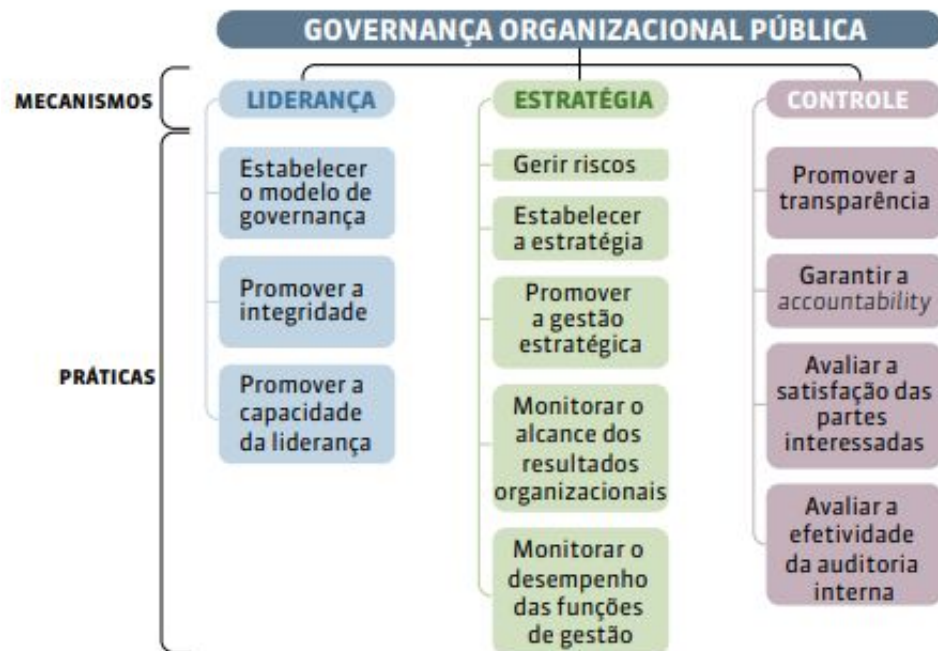 GOVERNANÇA ORGANIZACIONAL PÚBLICA
MECANISMOS
LIDERANÇA
ESTRATÉGIA
CONTROLE
PRÁTICAS
Estabelecer
o modelo de
governança
Promover a
integridade
Promover a
capacidade
da liderança
Gerir riscos
Estabelecer
a estratégia
Promover
a gestão
estratégica
Monitorar o
alcance dos
resultados
organizacionais
Monitorar o
desempenho
das funções
de gestão
Promover a
transparência
Garantir a
accountability
Avaliar a
satisfação das
partes
interessadas
Avaliar a
efetividade
da auditoria
interna